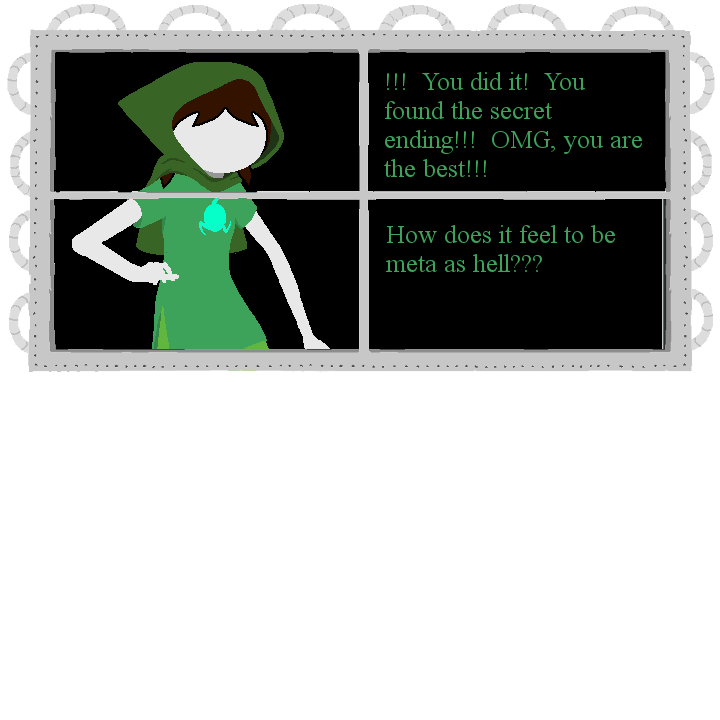 !!!  You did it!  You
found the secret
ending!!!  OMG, you are
the best!!!
How does it feel to be
meta as hell???